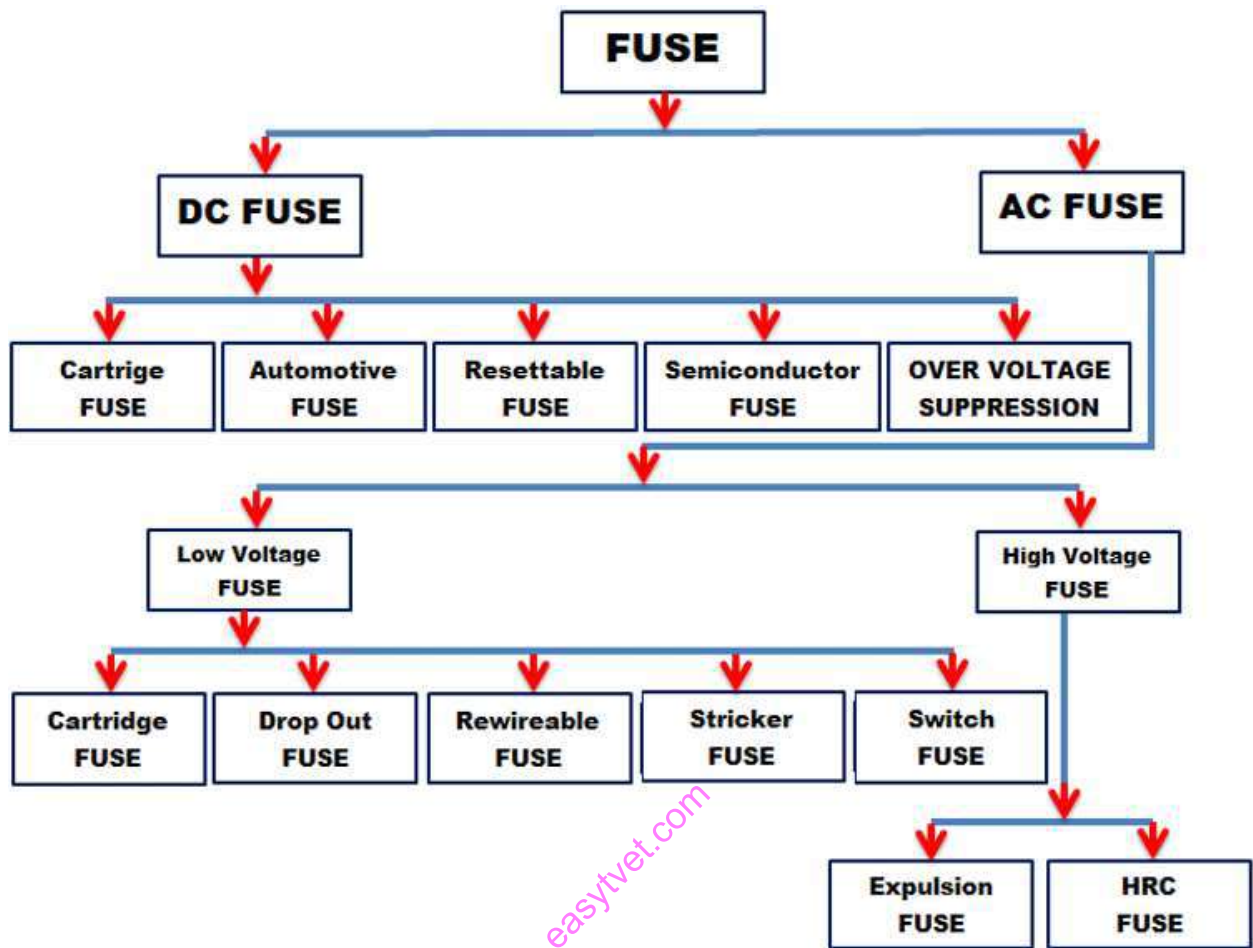 FUSE
DC FUSE
AC FUSE
Cartrige
FUSE
Automotive
FUSE
Resettable
FUSE
Semiconductor
FUSE
OVER VOLTAGE
SUPPRESSION
Low Voltage
FUSE
High Voltage
FUSE
Cartridge
FUSE
Drop Out
FUSE
Rewireable
FUSE
Stricker
FUSE
Switch
FUSE
Expulsion
FUSE
HRC
FUSE
easytvet.com